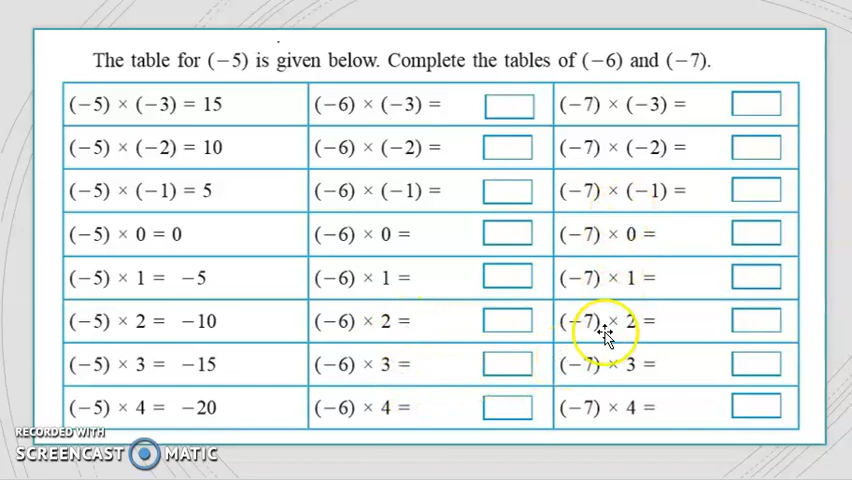 The table for (−5) is given below. Complete the tables of (−6) and (−7).
(−5) × (−3) = 15 (−6) × (−3) = (−7) × (−3) =
(−5) × (−2) = 10 (−6) × (−2) = (−7) × (−2) =
(−5) × (−1) = 5 (−6) × (−1) = (−7) × (−1) =
(−5) × 0 = 0 (−6) × 0 = (−7) × 0 =
(−5) × 1 = −5 (−6) × 1 = (−7) × 1 =
(−5) × 2 = −10 (−6) × 2 = (−7) × 2 =
(−5) × 3 = −15 (−6) × 3 = (−7) × 3 =
(−5) × 4 = −20 (−6) × 4 = (−7) × 4 =
RECORDED WITH
SCREENCAST MATIC